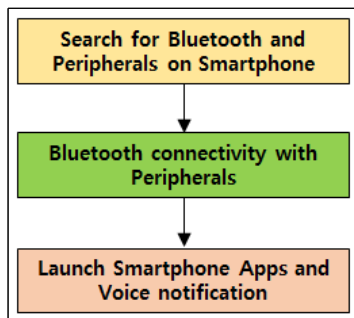 Search for Bluetooth and
Peripherals on Smartphone
Bluetooth connectivity with
Peripherals
Launch Smartphone Apps and
Voice notification